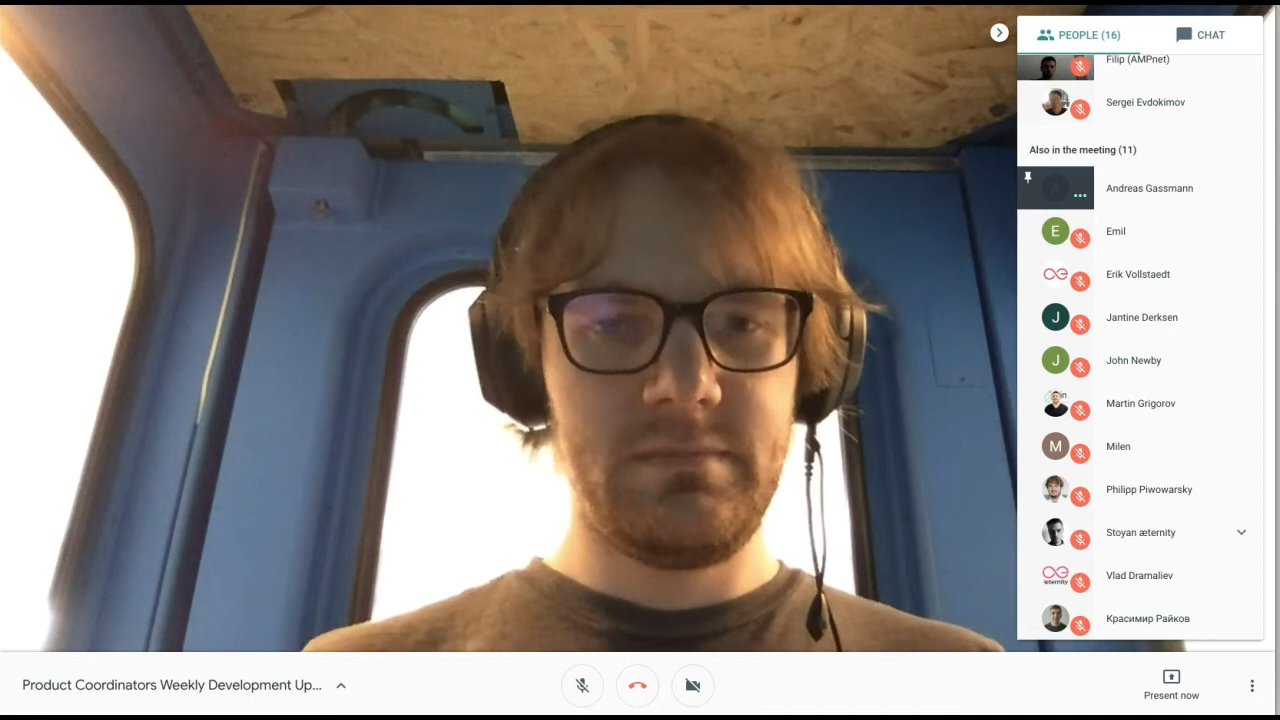 PEOPLE (16)
CHAT
Filip (AMPnet)
Sergei Evdokimov
Also in the meeting (11)
Andreas Gassmann
E
Emil
Erik Vollstaedt
J
Jantine Derksen
J
John Newby
Martin Grigorov
M
Milen
Philipp Piwowarsky
Stoyan æternity
æternity
Vlad Dramaliev
Красимир Райков
Product Coordinators Weekly Development Up...
Present now